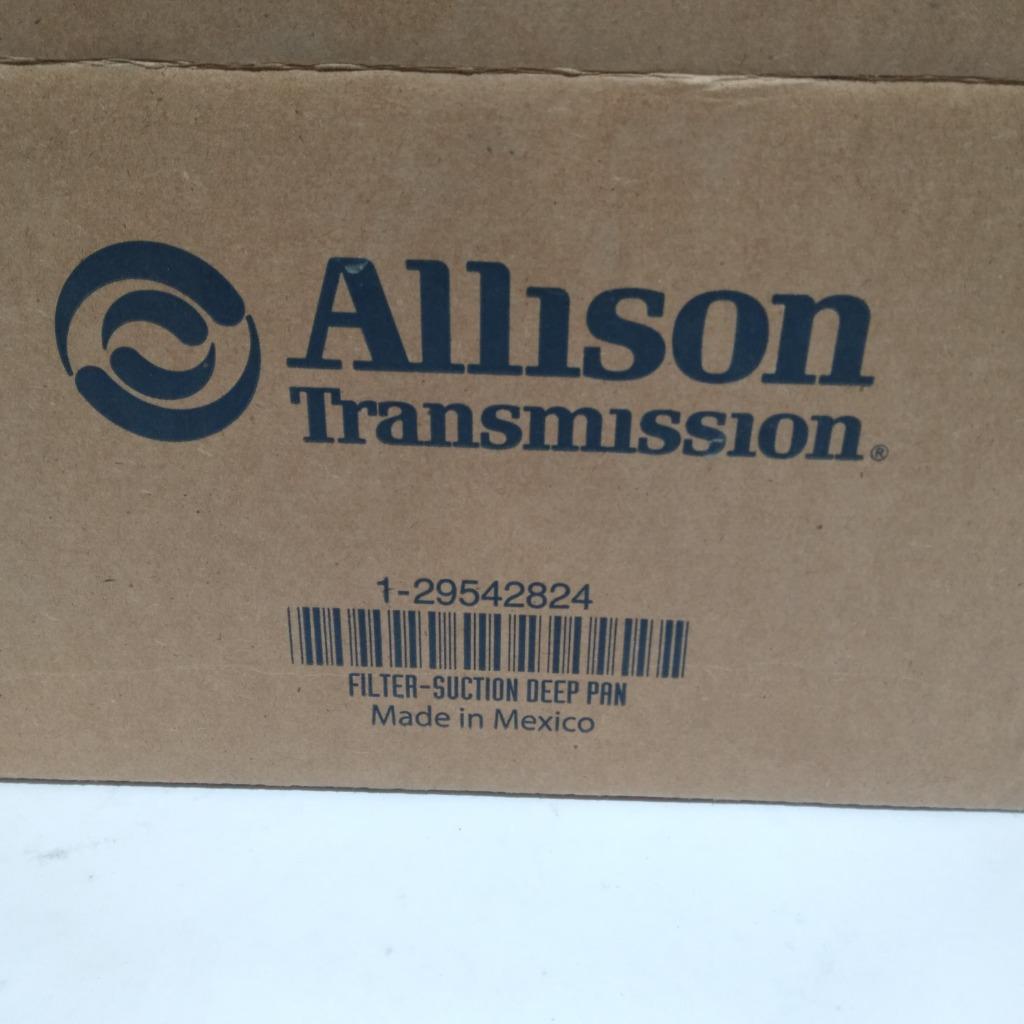 Allison
Transmission®
1-29542824
FILTER-SUCTION DEEP PAN
Made in Mexico